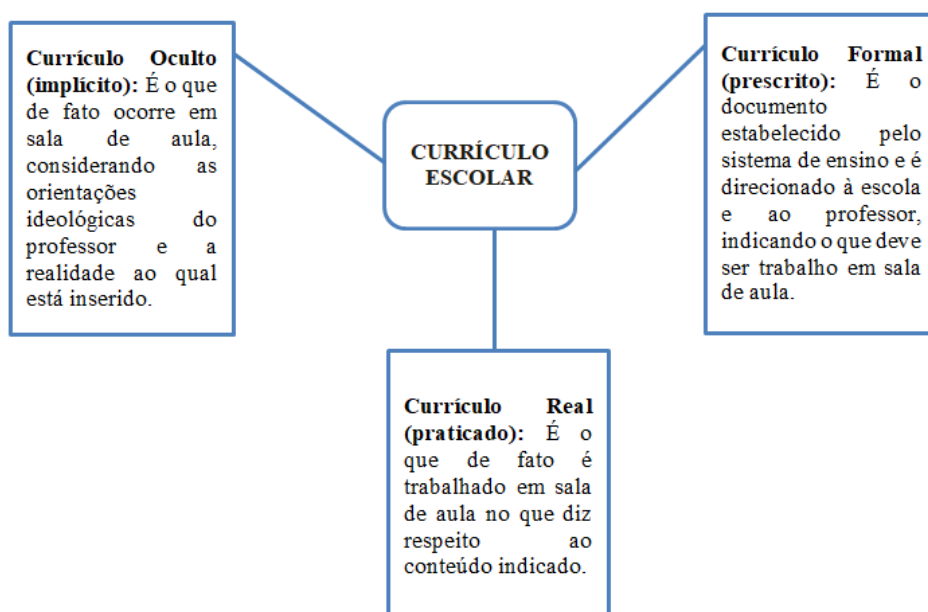 Currículo Oculto
(implícito): É o que
de fato ocorre em
sala de aula,
considerando as
orientações
ideológicas do
professor e a
realidade ao qual
está inserido.
CURRÍCULO
ESCOLAR
Currículo Formal
(prescrito): É o
documento
estabelecido pelo
sistema de ensino e é
direcionado à escola
e ao professor,
indicando o que deve
ser trabalho em sala
de aula.
Currículo Real
(praticado): É o
que de fato é
trabalhado em sala
de aula no que diz
respeito ao
conteúdo indicado.